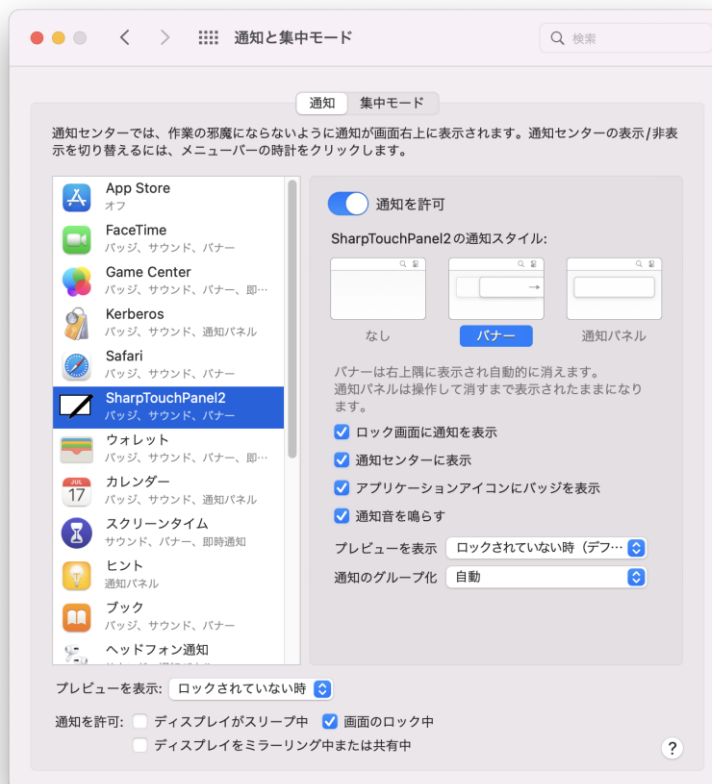 通知と集中モード
検索
通知
集中モード
通知センターでは、作業の邪魔にならないように通知が画面右上に表示されます。通知センターの表示/非表
示を切り替えるには、メニューバーの時計をクリックします。
App Store
オフ
FaceTime
バッジ、サウンド、バナー
Game Center
バッジ、サウンド、バナー、即…
Kerberos
バッジ、サウンド、通知パネル
Safari
バッジ、サウンド、バナー
SharpTouchPanel2
バッジ、サウンド、バナー
ウォレット
バッジ、サウンド、バナー、即…
JUL
17
カレンダー
バッジ、サウンド、通知パネル
スクリーンタイム
サウンド、バナー、即時通知
ヒント
通知パネル
ブック
バッジ、サウンド、バナー
ヘッドフォン通知
通知を許可
SharpTouchPanel2の通知スタイル:
なし
バナー
通知パネル
バナーは右上隅に表示され自動的に消えます。
通知パネルは操作して消すまで表示されたままになり
ます。
ロック画面に通知を表示
通知センターに表示
アプリケーションアイコンにバッジを表示
通知音を鳴らす
プレビューを表示 ロックされていない時（デフ…
通知のグループ化 自動
プレビューを表示: ロックされていない時
通知を許可: ディスプレイがスリープ中 画面のロック中
ディスプレイをミラーリング中または共有中
?